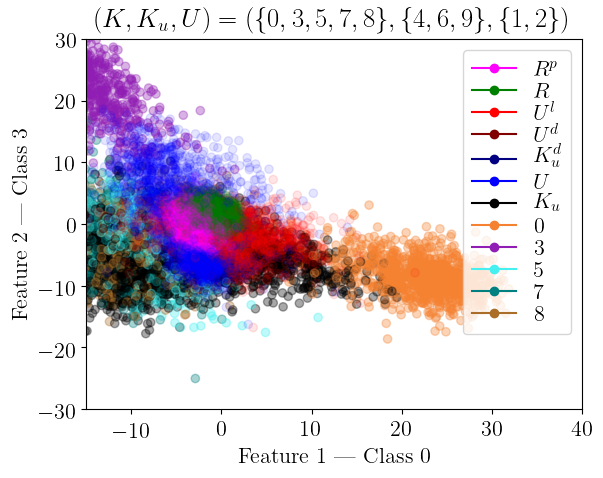 (K, K_u, U) = ({0, 3, 5, 7, 8}, {4, 6, 9}, {1, 2})
30
20
10
0
−10
−20
−30
Feature 2 — Class 3
−10
0
10
20
30
40
Feature 1 — Class 0
R^p
R
U^l
U^d
K_u^d
U
K_u
0
3
5
7
8